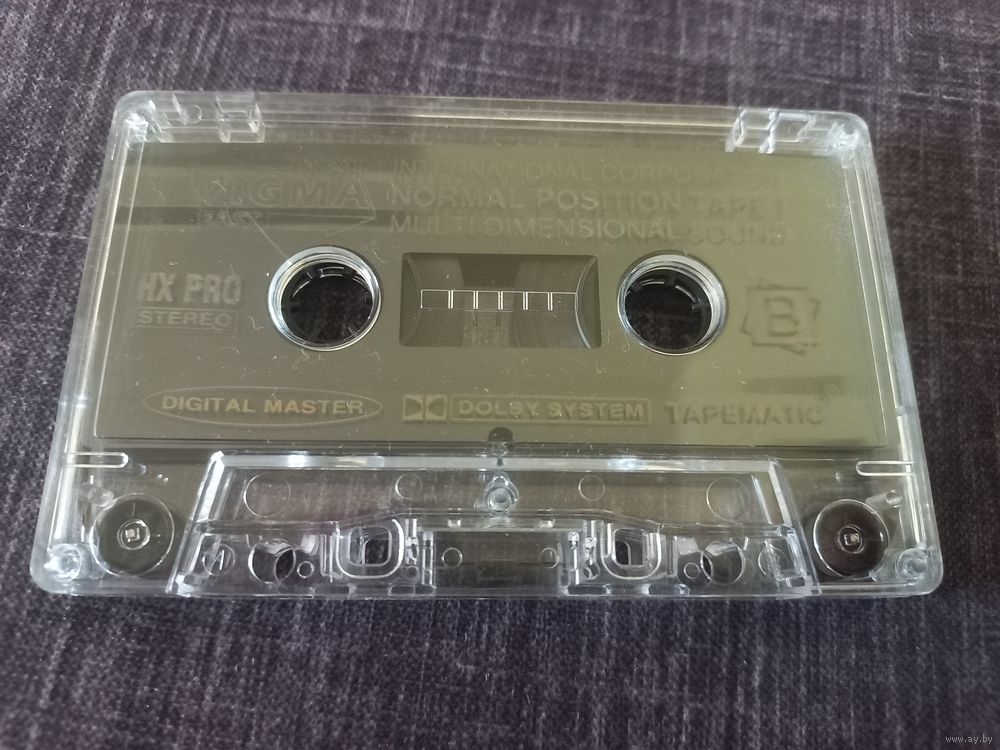 WEST
SIGMA
EAST
INTERNATIONAL CORPORATION
NORMAL POSITION TAPE I
MULTI DIMENSIONAL SOUND
HX PRO
STEREO
B
DIGITAL MASTER
DOLBY SYSTEM
TAPEMATIC
www.ay.by